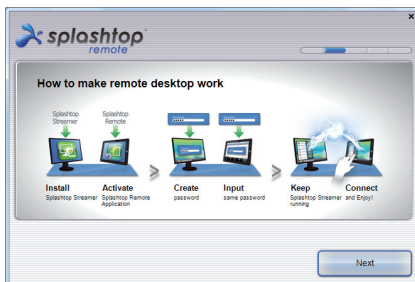 x
splashtop
remote
How to make remote desktop work
Splashtop Streamer
Splashtop Remote
Install
Splashtop Streamer
Activate
Splashtop Remote Application
>
Create
password
Input
same password
>
Keep
Splashtop Streamer running
Connect
and Enjoy!
Next